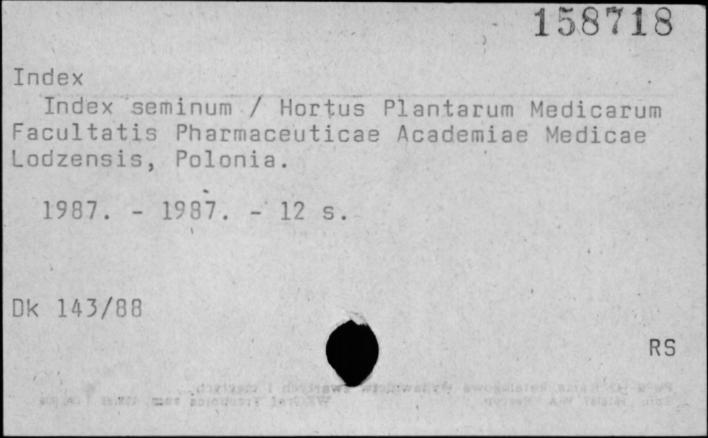 158718
Index
Index seminum / Hortus Plantarum Medicarum
Facultatis Pharmaceuticae Academiae Medicae
Lodzensis, Polonia.
1987. - 1987. - 12 s.
Dk 143/88
RS